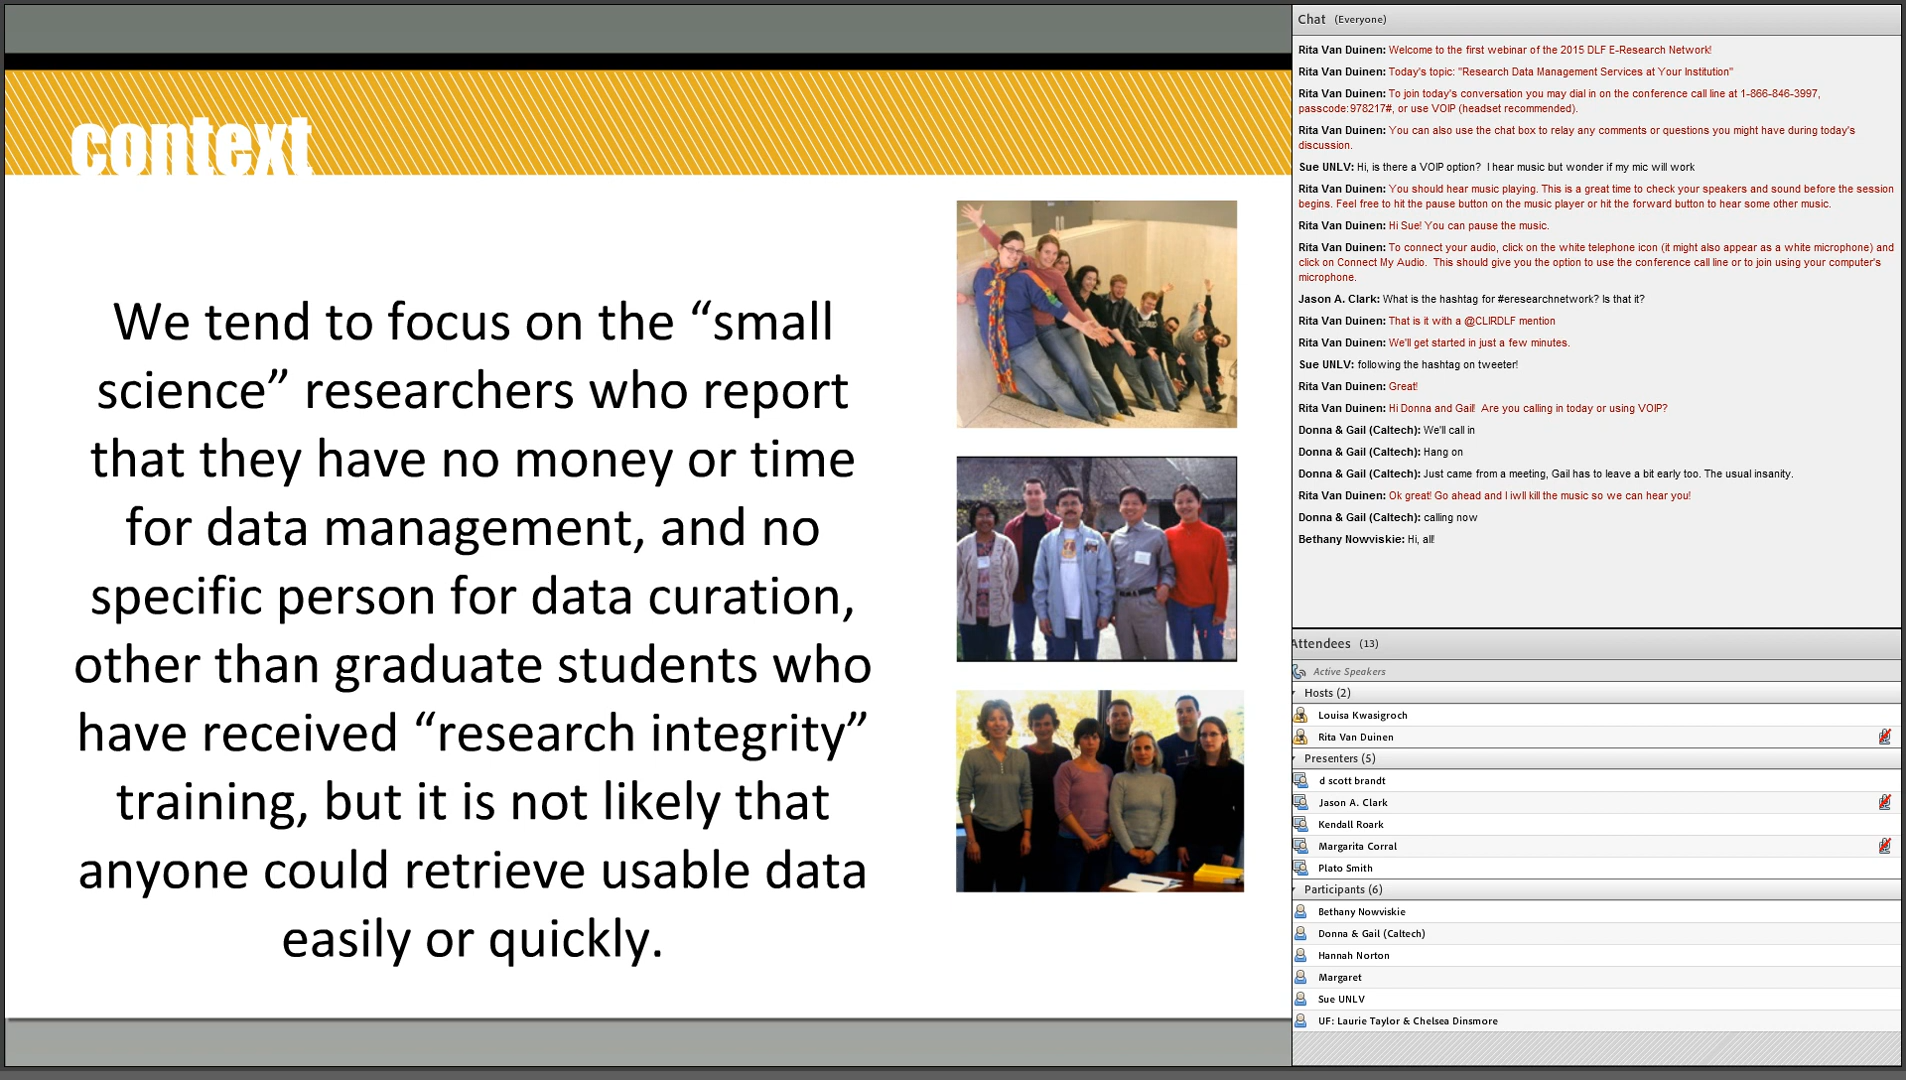 context
We tend to focus on the “small
science” researchers who report
that they have no money or time
for data management, and no
specific person for data curation,
other than graduate students who
have received “research integrity”
training, but it is not likely that
anyone could retrieve usable data
easily or quickly.
Chat (Everyone)
Rita Van Duinen: Welcome to the first webinar of the 2015 DLF E-Research Network!
Rita Van Duinen: Today's topic: "Research Data Management Services at Your Institution"
Rita Van Duinen: To join today's conversation you may dial in on the conference call line at 1-866-846-3997,
passcode:978217#, or use VOIP (headset recommended).
Rita Van Duinen: You can also use the chat box to relay any comments or questions you might have during today's
discussion.
Sue UNLV: Hi, is there a VOIP option? I hear music but wonder if my mic will work
Rita Van Duinen: You should hear music playing. This is a great time to check your speakers and sound before the session
begins. Feel free to hit the pause button on the music player or hit the forward button to hear some other music.
Rita Van Duinen: Hi Sue! You can pause the music.
Rita Van Duinen: To connect your audio, click on the white telephone icon (it might also appear as a white microphone) and
click on Connect My Audio. This should give you the option to use the conference call line or to join using your computer's
microphone.
Jason A. Clark: What is the hashtag for #eresearchnetwork? Is that it?
Rita Van Duinen: That is it with a @CLIRDLF mention
Rita Van Duinen: We'll get started in just a few minutes.
Sue UNLV: following the hashtag on tweeter!
Rita Van Duinen: Great!
Rita Van Duinen: Hi Donna and Gail! Are you calling in today or using VOIP?
Donna & Gail (Caltech): We'll call in
Donna & Gail (Caltech): Hang on
Donna & Gail (Caltech): Just came from a meeting, Gail has to leave a bit early too. The usual insanity.
Rita Van Duinen: Ok great! Go ahead and I iwll kill the music so we can hear you!
Donna & Gail (Caltech): calling now
Bethany Nowviskie: Hi, all!
Attendees (13)
Active Speakers
Hosts (2)
Louisa Kwasigroch
Rita Van Duinen
Presenters (5)
d scott brandt
Jason A. Clark
Kendall Roark
Margarita Corral
Plato Smith
Participants (6)
Bethany Nowviskie
Donna & Gail (Caltech)
Hannah Norton
Margaret
Sue UNLV
UF: Laurie Taylor & Chelsea Dinsmore